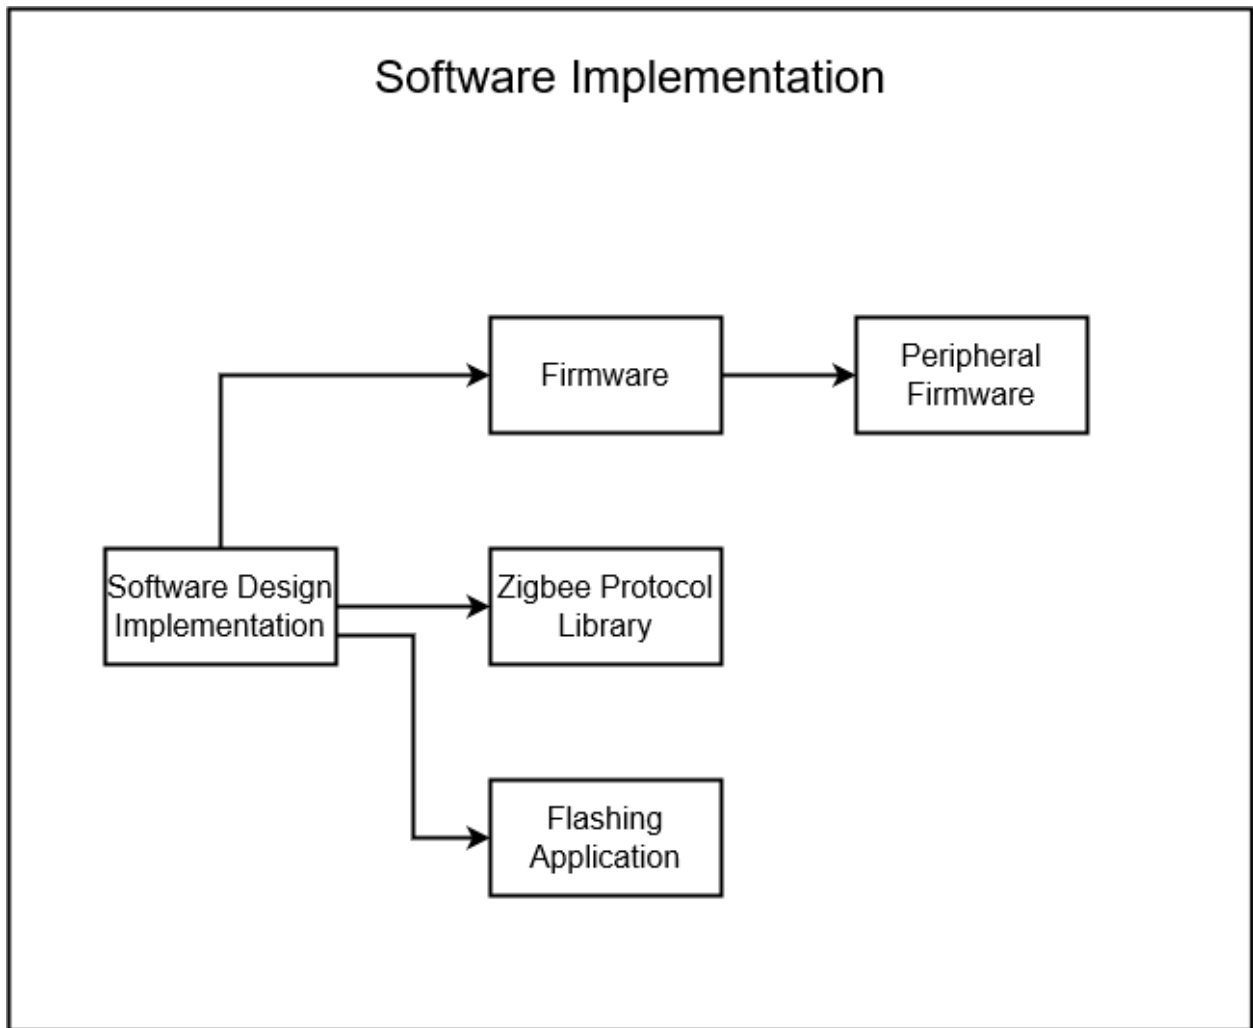 Software Implementation
Firmware
Peripheral
Firmware
Software Design
Implementation
Zigbee Protocol
Library
Flashing
Application